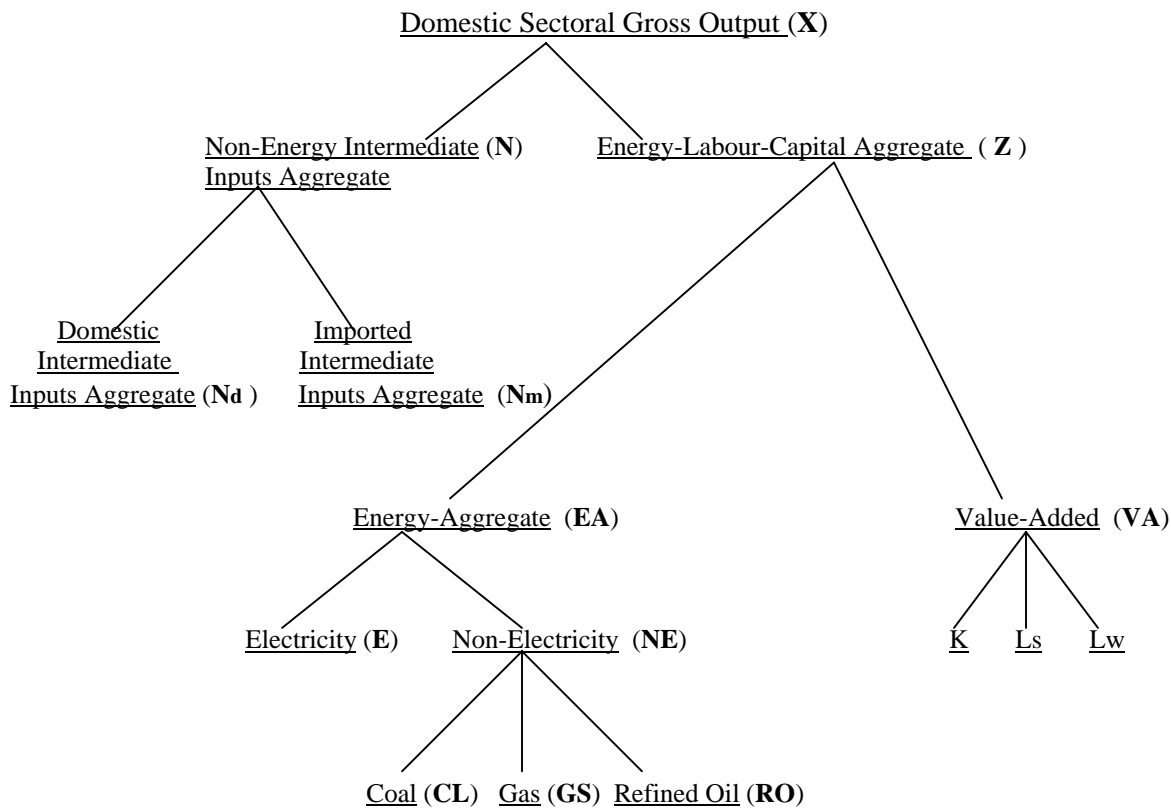 Domestic Sectoral Gross Output (X)
Non-Energy Intermediate (N)
Inputs Aggregate
Energy-Labour-Capital Aggregate ( Z )
Domestic
Intermediate
Inputs Aggregate (Nd )
Imported
Intermediate
Inputs Aggregate (Nm)
Energy-Aggregate (EA)
Value-Added (VA)
Electricity (E)
Non-Electricity (NE)
K
Ls
Lw
Coal (CL)
Gas (GS)
Refined Oil (RO)